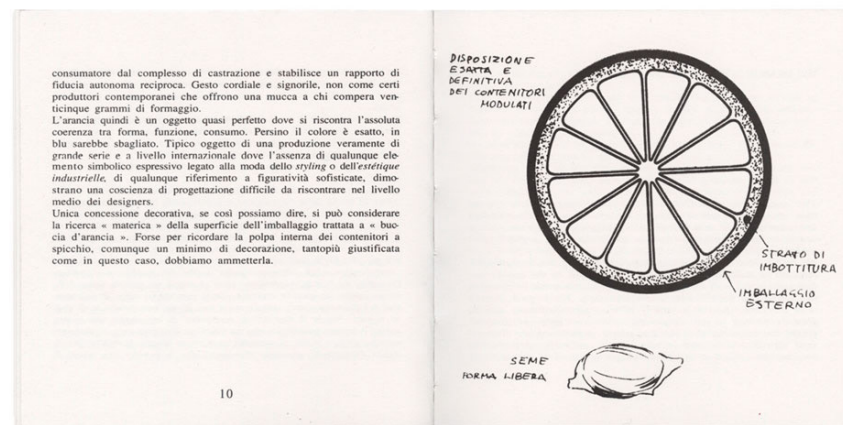 consumatore dal complesso di castrazione e stabilisce un rapporto di
fiducia autonoma reciproca. Gesto cordiale e signorile, non come certi
produttori contemporanei che offrono una mucca a chi compera ven-
ticinque grammi di formaggio.
L'arancia quindi è un oggetto quasi perfetto dove si riscontra l'assoluta
coerenza tra forma, funzione, consumo. Persino il colore è esatto, in
blu sarebbe sbagliato. Tipico oggetto di una produzione veramente di
grande serie e a livello internazionale dove l'assenza di qualunque ele-
mento simbolico espressivo legato alla moda dello styling o dell'estétique
industrielle, di qualunque riferimento a figuratività sofisticate, dimo-
strano una coscienza di progettazione difficile da riscontrare nel livello
medio dei designers.
Unica concessione decorativa, se così possiamo dire, si può considerare
la ricerca « materica » della superficie dell'imballaggio trattata a « buc-
cia d'arancia ». Forse per ricordare la polpa interna dei contenitori a
spicchio, comunque un minimo di decorazione, tantopiù giustificata
come in questo caso, dobbiamo ammetterla.
10
DISPOSIZIONE
ESATTA E
DEFINITIVA
DEI CONTENITORI
MODULATI
STRATO DI
IMBOTTITURA
IMBALLAGGIO
ESTERNO
SEME
FORMA LIBERA